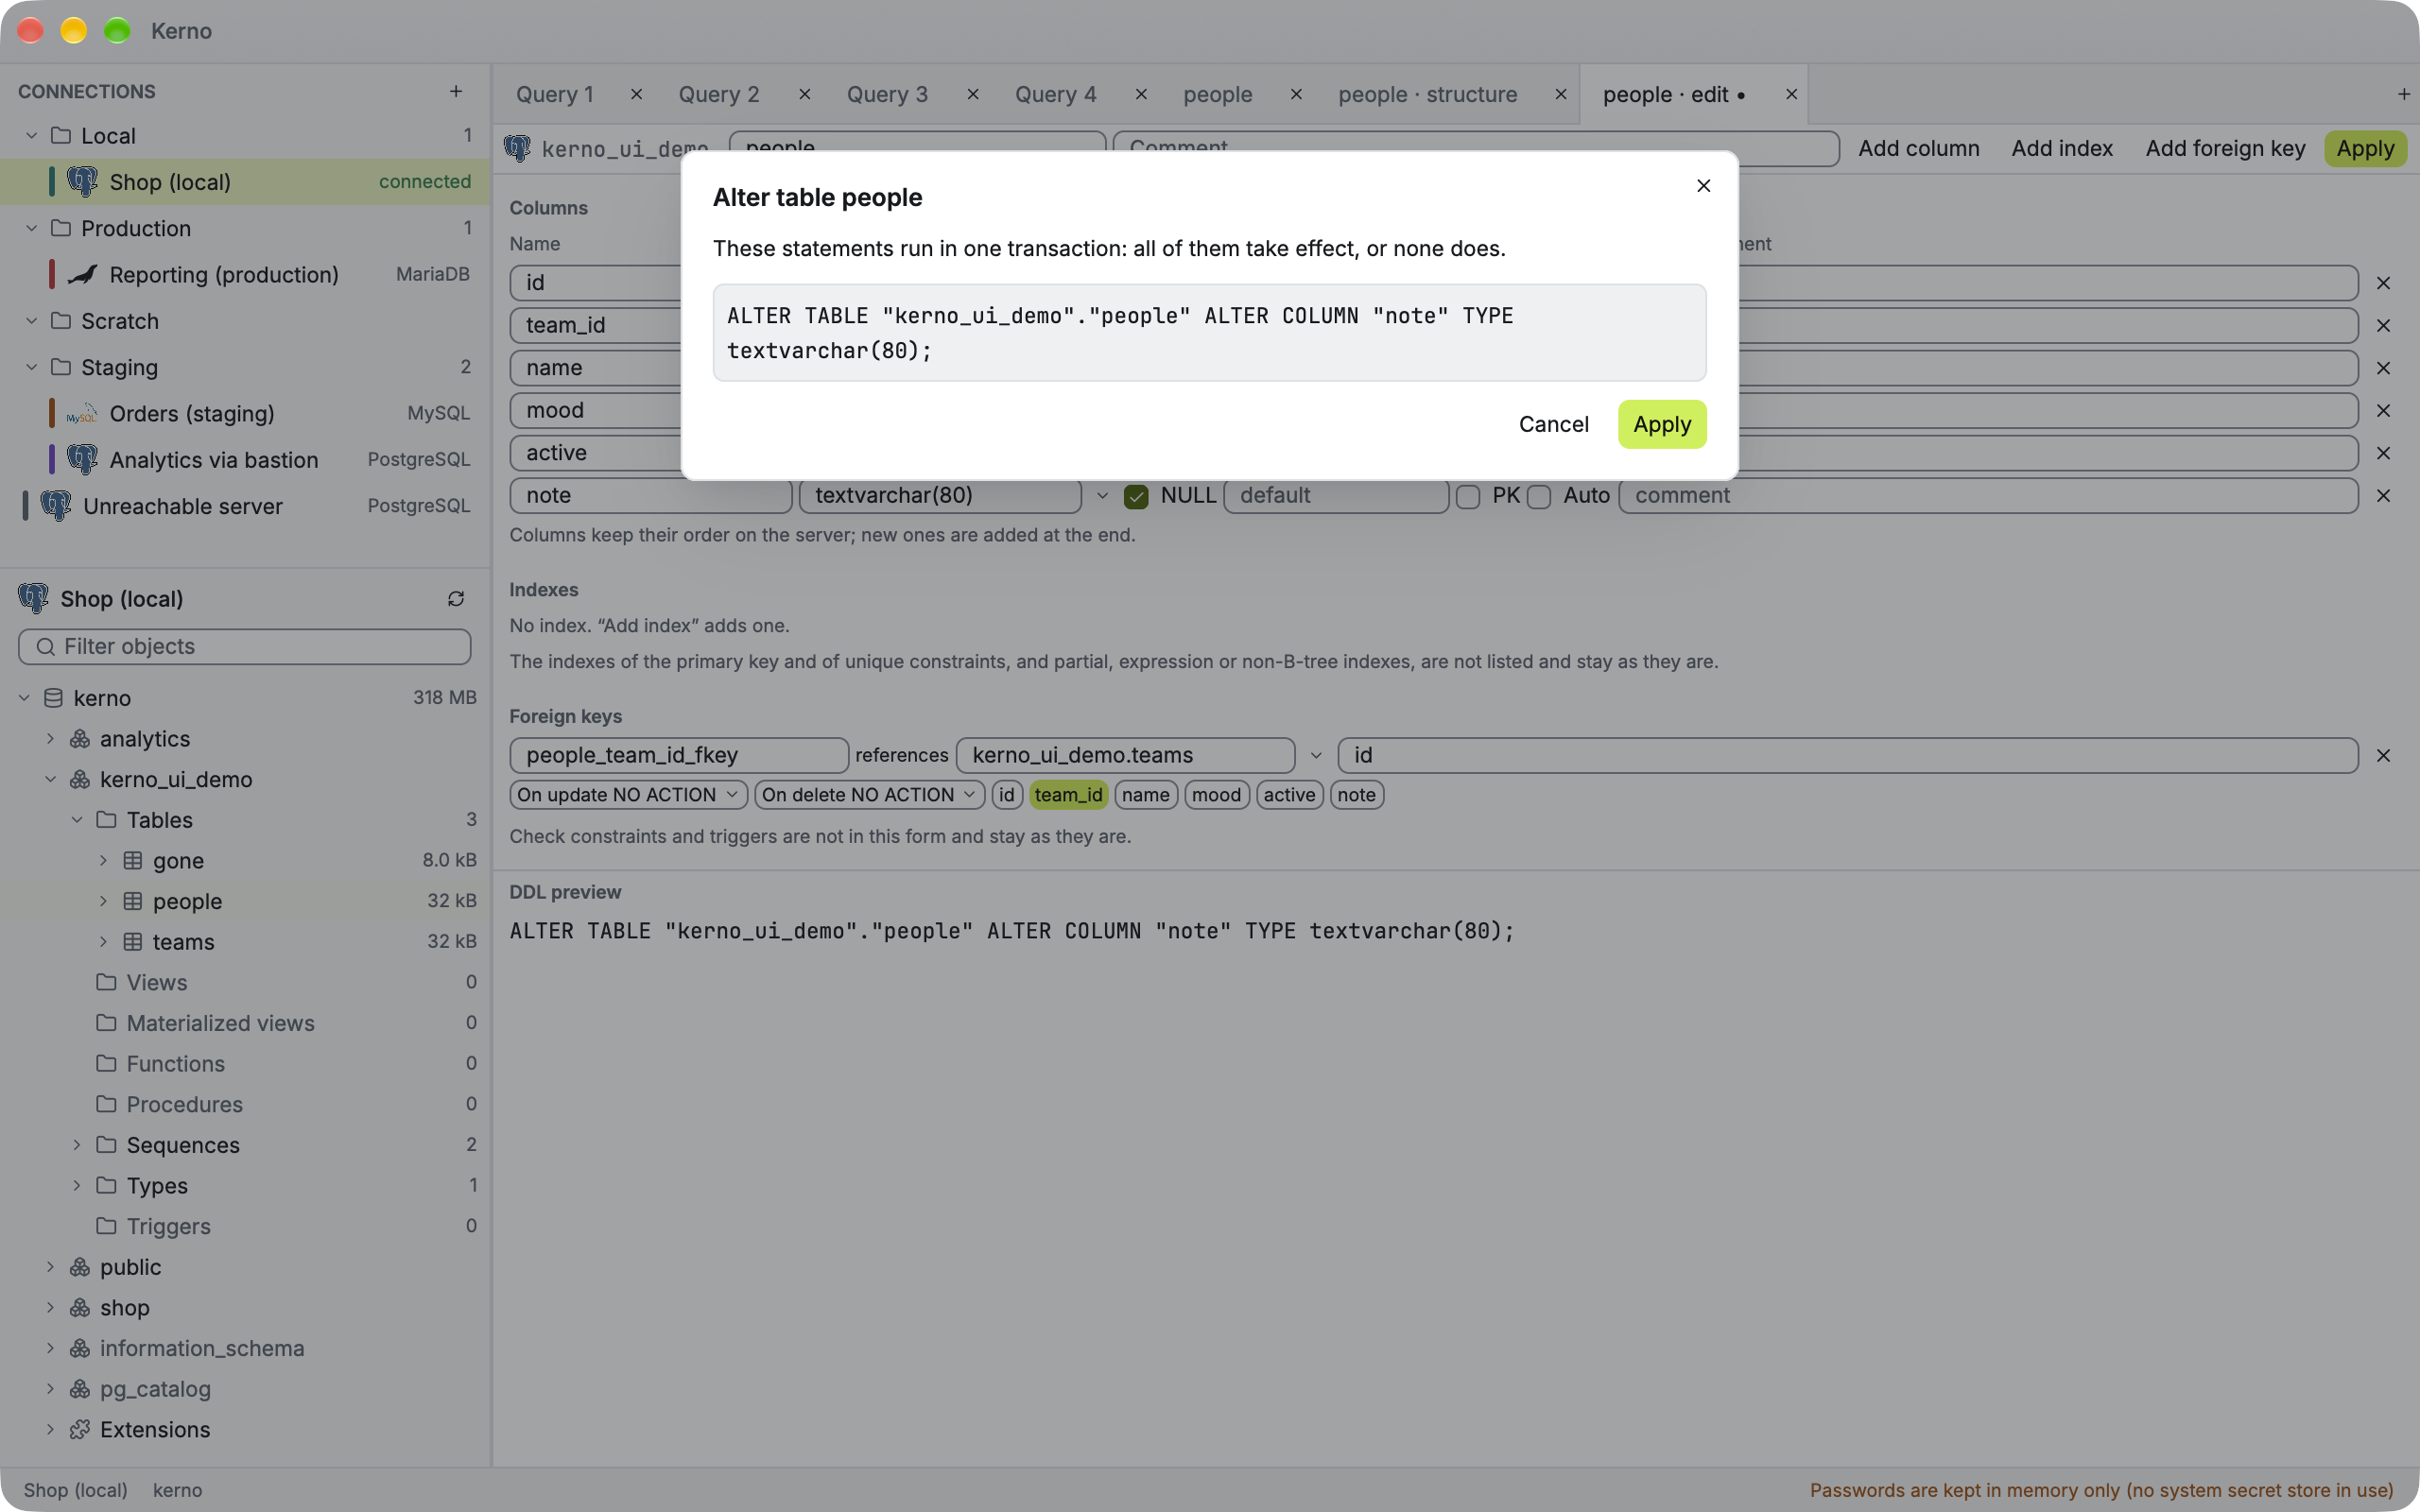 Kerno
CONNECTIONS
Local 1
Shop (local) connected
Production 1
Reporting (production) MariaDB
Scratch
Staging 2
MySQL Orders (staging) MySQL
Analytics via bastion PostgreSQL
Unreachable server PostgreSQL
Shop (local)
Filter objects
kerno 318 MB
analytics
kerno_ui_demo
Tables 3
gone 8.0 kB
people 32 kB
teams 32 kB
Views 0
Materialized views 0
Functions 0
Procedures 0
Sequences 2
Types 1
Triggers 0
public
shop
information_schema
pg_catalog
Extensions
Query 1 Query 2 Query 3 Query 4 people people · structure people · edit •
kerno_ui_demo people Comment Add column Add index Add foreign key Apply
Alter table people
These statements run in one transaction: all of them take effect, or none does.
ALTER TABLE "kerno_ui_demo"."people" ALTER COLUMN "note" TYPE
textvarchar(80);
Cancel Apply
Columns
Name
id
team_id
name
mood
active
note textvarchar(80) NULL default PK Auto comment
Columns keep their order on the server; new ones are added at the end.
Indexes
No index. “Add index” adds one.
The indexes of the primary key and of unique constraints, and partial, expression or non-B-tree indexes, are not listed and stay as they are.
Foreign keys
people_team_id_fkey references kerno_ui_demo.teams id
On update NO ACTION On delete NO ACTION id team_id name mood active note
Check constraints and triggers are not in this form and stay as they are.
DDL preview
ALTER TABLE "kerno_ui_demo"."people" ALTER COLUMN "note" TYPE textvarchar(80);
Shop (local) kerno Passwords are kept in memory only (no system secret store in use)